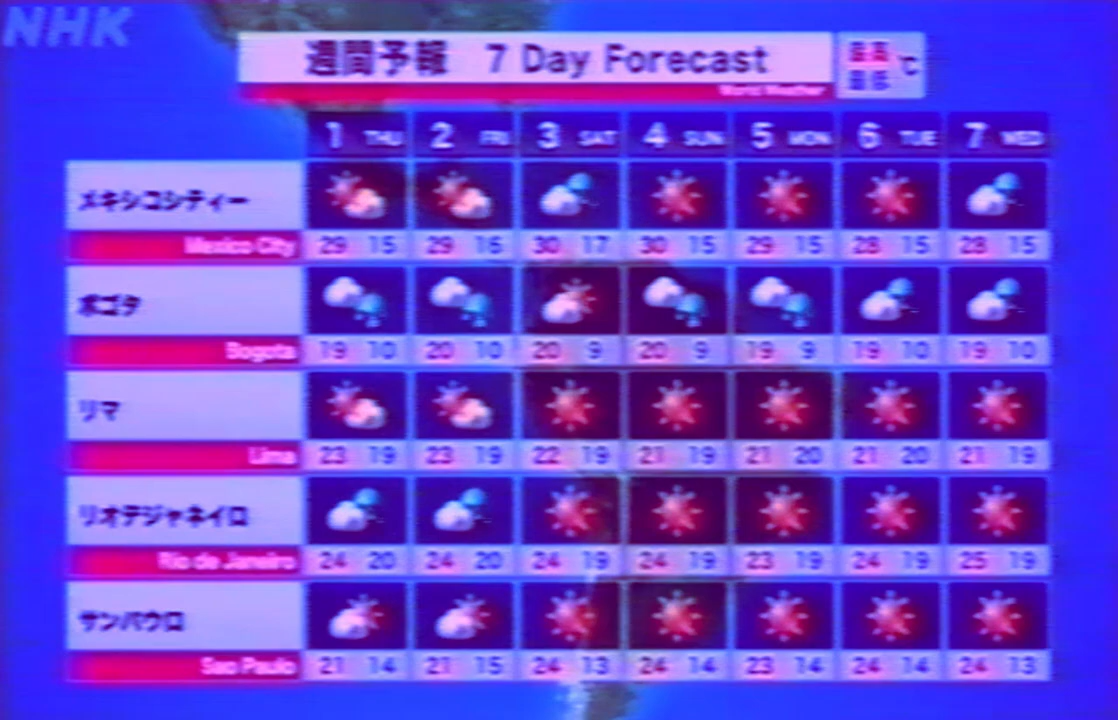 NHK
週間予報 7 Day Forecast
World Weather
最高
最低
℃
1 THU 2 FRI 3 SAT 4 SUN 5 MON 6 TUE 7 WED
メキシコシティー
Mexico City 29 15 29 16 30 17 30 15 29 15 28 15 28 15
ボゴタ
Bogota 19 10 20 10 20 9 20 9 19 9 19 10 19 10
リマ
Lima 23 19 23 19 22 19 21 19 21 20 21 20 21 19
リオデジャネイロ
Rio de Janeiro 24 20 24 20 24 19 24 19 23 19 24 19 25 19
サンパウロ
Sao Paulo 21 14 21 15 24 13 24 14 23 14 24 14 24 13